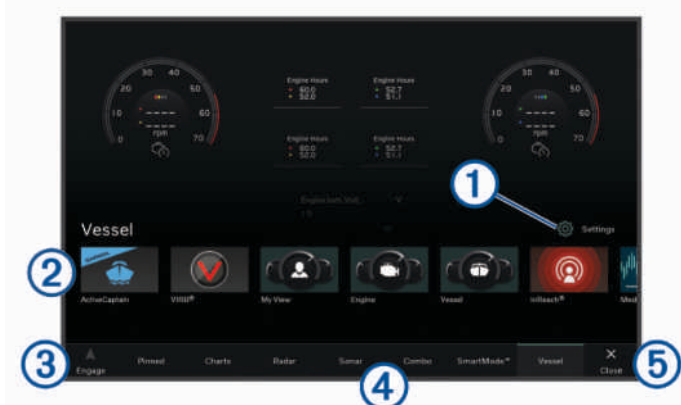 30 40
20 50
10 60
0 70
rpm
Engine Hours
60.0
52.0
Engine Hours
52.7
51.1
Engine Hours
60.0
52.0
Engine Hours
52.7
51.1
30 40
20 50
10 60
0 70
rpm
V
1
Vessel
Settings
2
ActiveCaptain
VIRB®
My View
Engine
Vessel
inReach®
3
Engage
Pinned
Charts
Radar
Sonar
Combo
SmartMode™
Vessel
Close
4
5